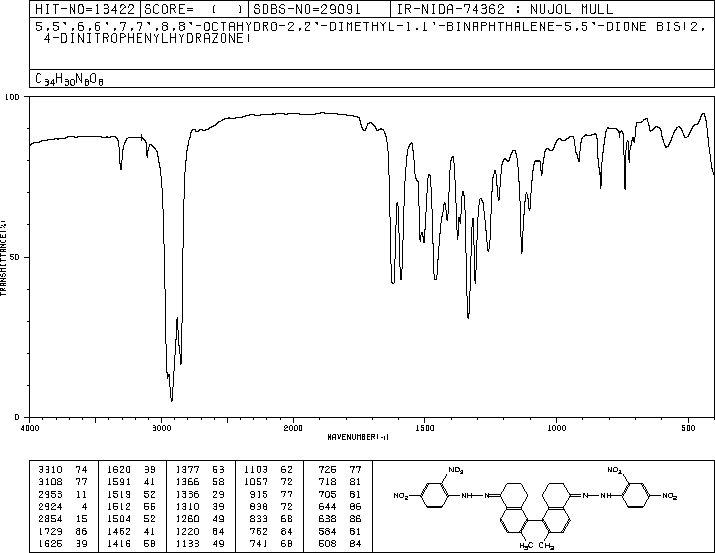 HIT-NO=13422 SCORE= ( ) SDBS-NO=29091 IR-NIDA-74362 : NUJOL MULL
5,5',6,6',7,7',8,8'-OCTAHYDRO-2,2'-DIMETHYL-1,1'-BINAPHTHALENE-5,5'-DIONE BIS(2,
4-DINITROPHENYLHYDRAZONE)
C34H30N8O8
100
TRANSMITTANCE(%)
50
0
4000 3000 2000 1500 1000 500
WAVENUMBER(-1)
3310 74 1620 39 1377 53 1103 62 726 77
3108 77 1591 41 1366 58 1057 72 718 81
2953 11 1519 52 1336 29 915 77 705 81
2924 4 1512 55 1310 39 838 72 644 86
2854 15 1504 52 1260 49 833 68 638 86
1729 86 1462 41 1220 64 762 84 584 81
1625 39 1416 58 1133 49 741 68 508 84
NO2 NO2
NO2 NH-N N-NH NO2
H3C CH3